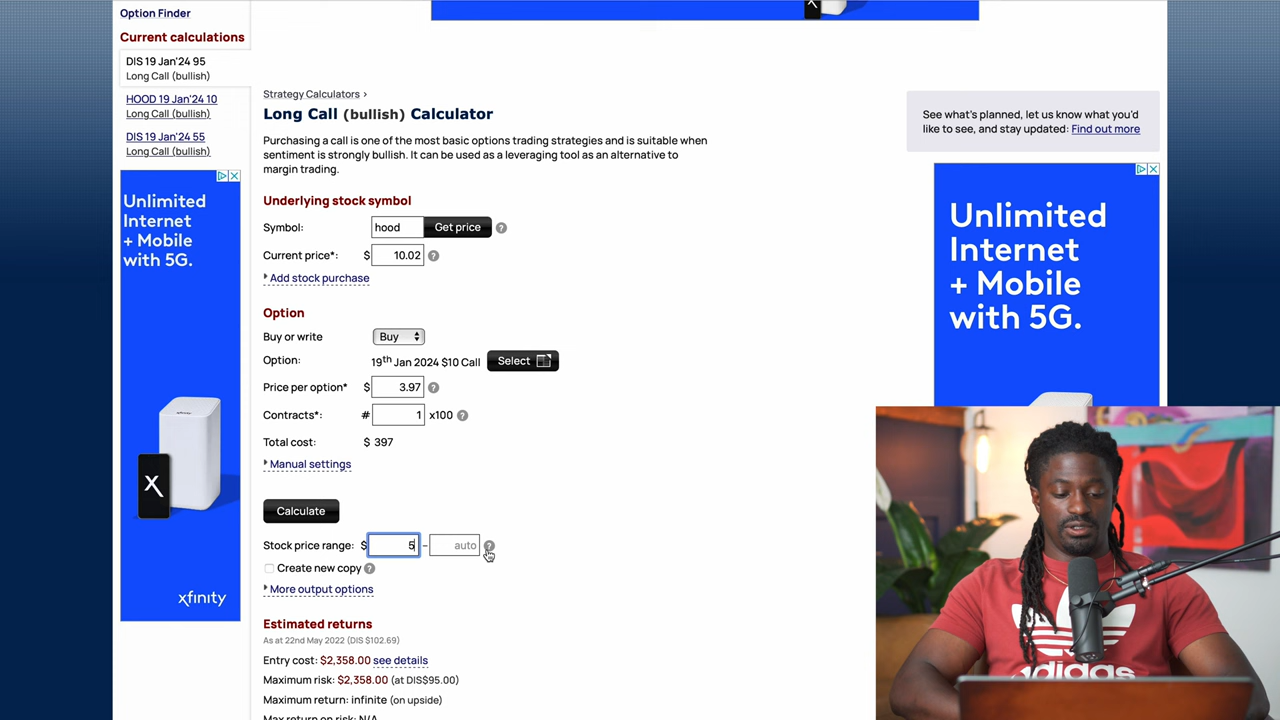 Option Finder
Current calculations
DIS 19 Jan'24 95
Long Call (bullish)
HOOD 19 Jan'24 10
Long Call (bullish)
DIS 19 Jan'24 55
Long Call (bullish)
Unlimited
Internet
+ Mobile
with 5G.
X
xfinity
Strategy Calculators ›
Long Call (bullish) Calculator
Purchasing a call is one of the most basic options trading strategies and is suitable when
sentiment is strongly bullish. It can be used as a leveraging tool as an alternative to
margin trading.
Underlying stock symbol
Symbol: hood Get price ?
Current price*: $ 10.02 ?
Add stock purchase
Option
Buy or write Buy
Option: 19th Jan 2024 $10 Call Select
Price per option* $ 3.97 ?
Contracts*: # 1 x100 ?
Total cost: $ 397
Manual settings
Calculate
Stock price range: $ 5 – auto ?
Create new copy ?
More output options
Estimated returns
As at 22nd May 2022 (DIS $102.69)
Entry cost: $2,358.00 see details
Maximum risk: $2,358.00 (at DIS$95.00)
Maximum return: infinite (on upside)
Max return on risk: N/A
See what's planned, let us know what you'd
like to see, and stay updated: Find out more
Unlimited
Internet
+ Mobile
with 5G.
adidas